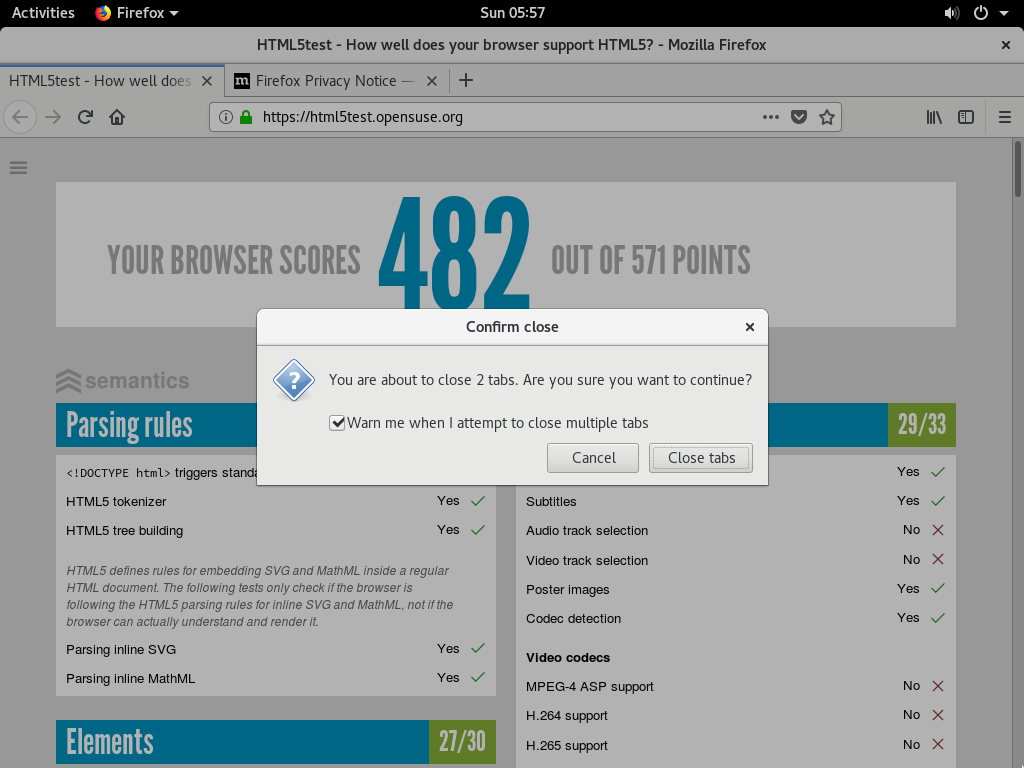 Activities Firefox Sun 05:57
HTML5test - How well does your browser support HTML5? - Mozilla Firefox
HTML5test - How well does Firefox Privacy Notice —
https://html5test.opensuse.org
YOUR BROWSER SCORES 482 OUT OF 571 POINTS
Confirm close
You are about to close 2 tabs. Are you sure you want to continue?
Warn me when I attempt to close multiple tabs
Cancel Close tabs
semantics
Parsing rules
<!DOCTYPE html> triggers standa
HTML5 tokenizer Yes
HTML5 tree building Yes
HTML5 defines rules for embedding SVG and MathML inside a regular
HTML document. The following tests only check if the browser is
following the HTML5 parsing rules for inline SVG and MathML, not if the
browser can actually understand and render it.
Parsing inline SVG Yes
Parsing inline MathML Yes
Elements 27/30
29/33
Yes
Subtitles Yes
Audio track selection No
Video track selection No
Poster images Yes
Codec detection Yes
Video codecs
MPEG-4 ASP support No
H.264 support No
H.265 support No